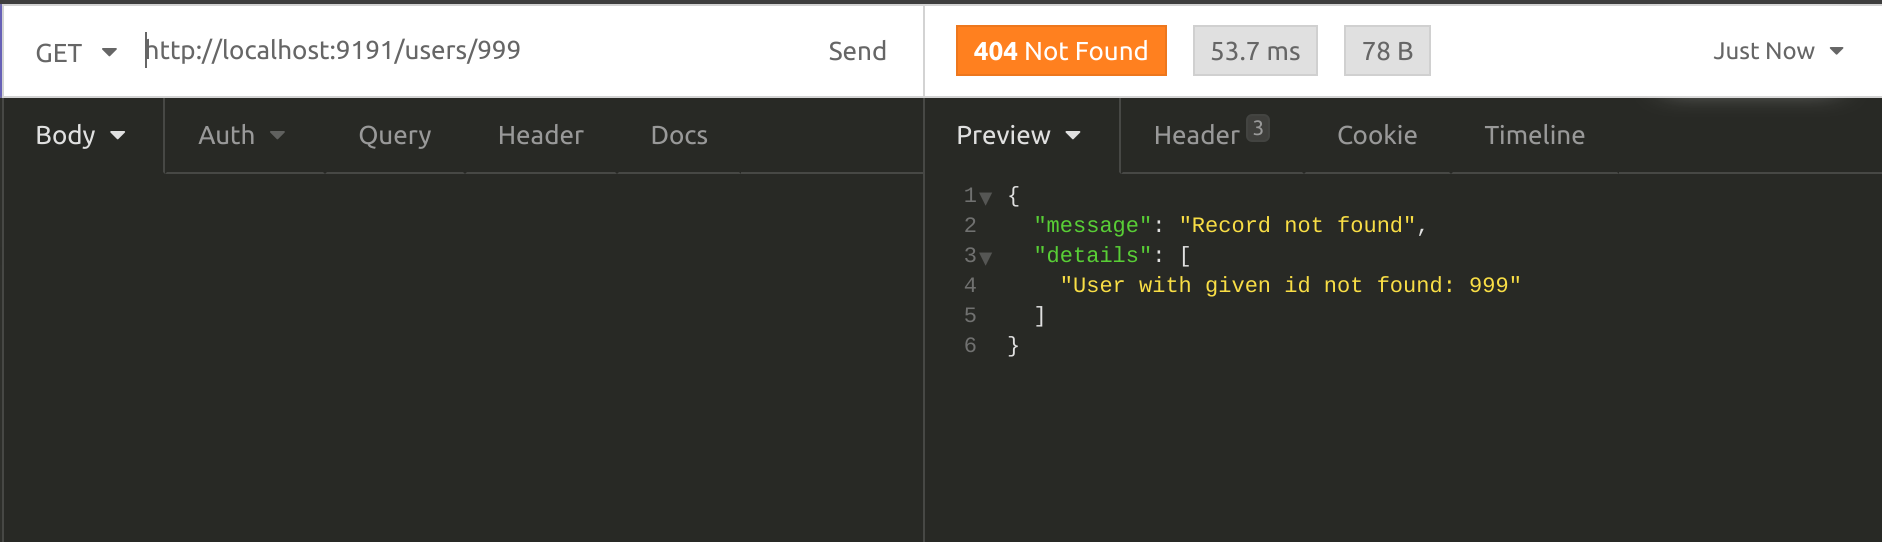 GET http://localhost:9191/users/999 Send 404 Not Found 53.7 ms 78 B Just Now
Body Auth Query Header Docs Preview Header 3 Cookie Timeline
1 {
2 "message": "Record not found",
3 "details": [
4 "User with given id not found: 999"
5 ]
6 }